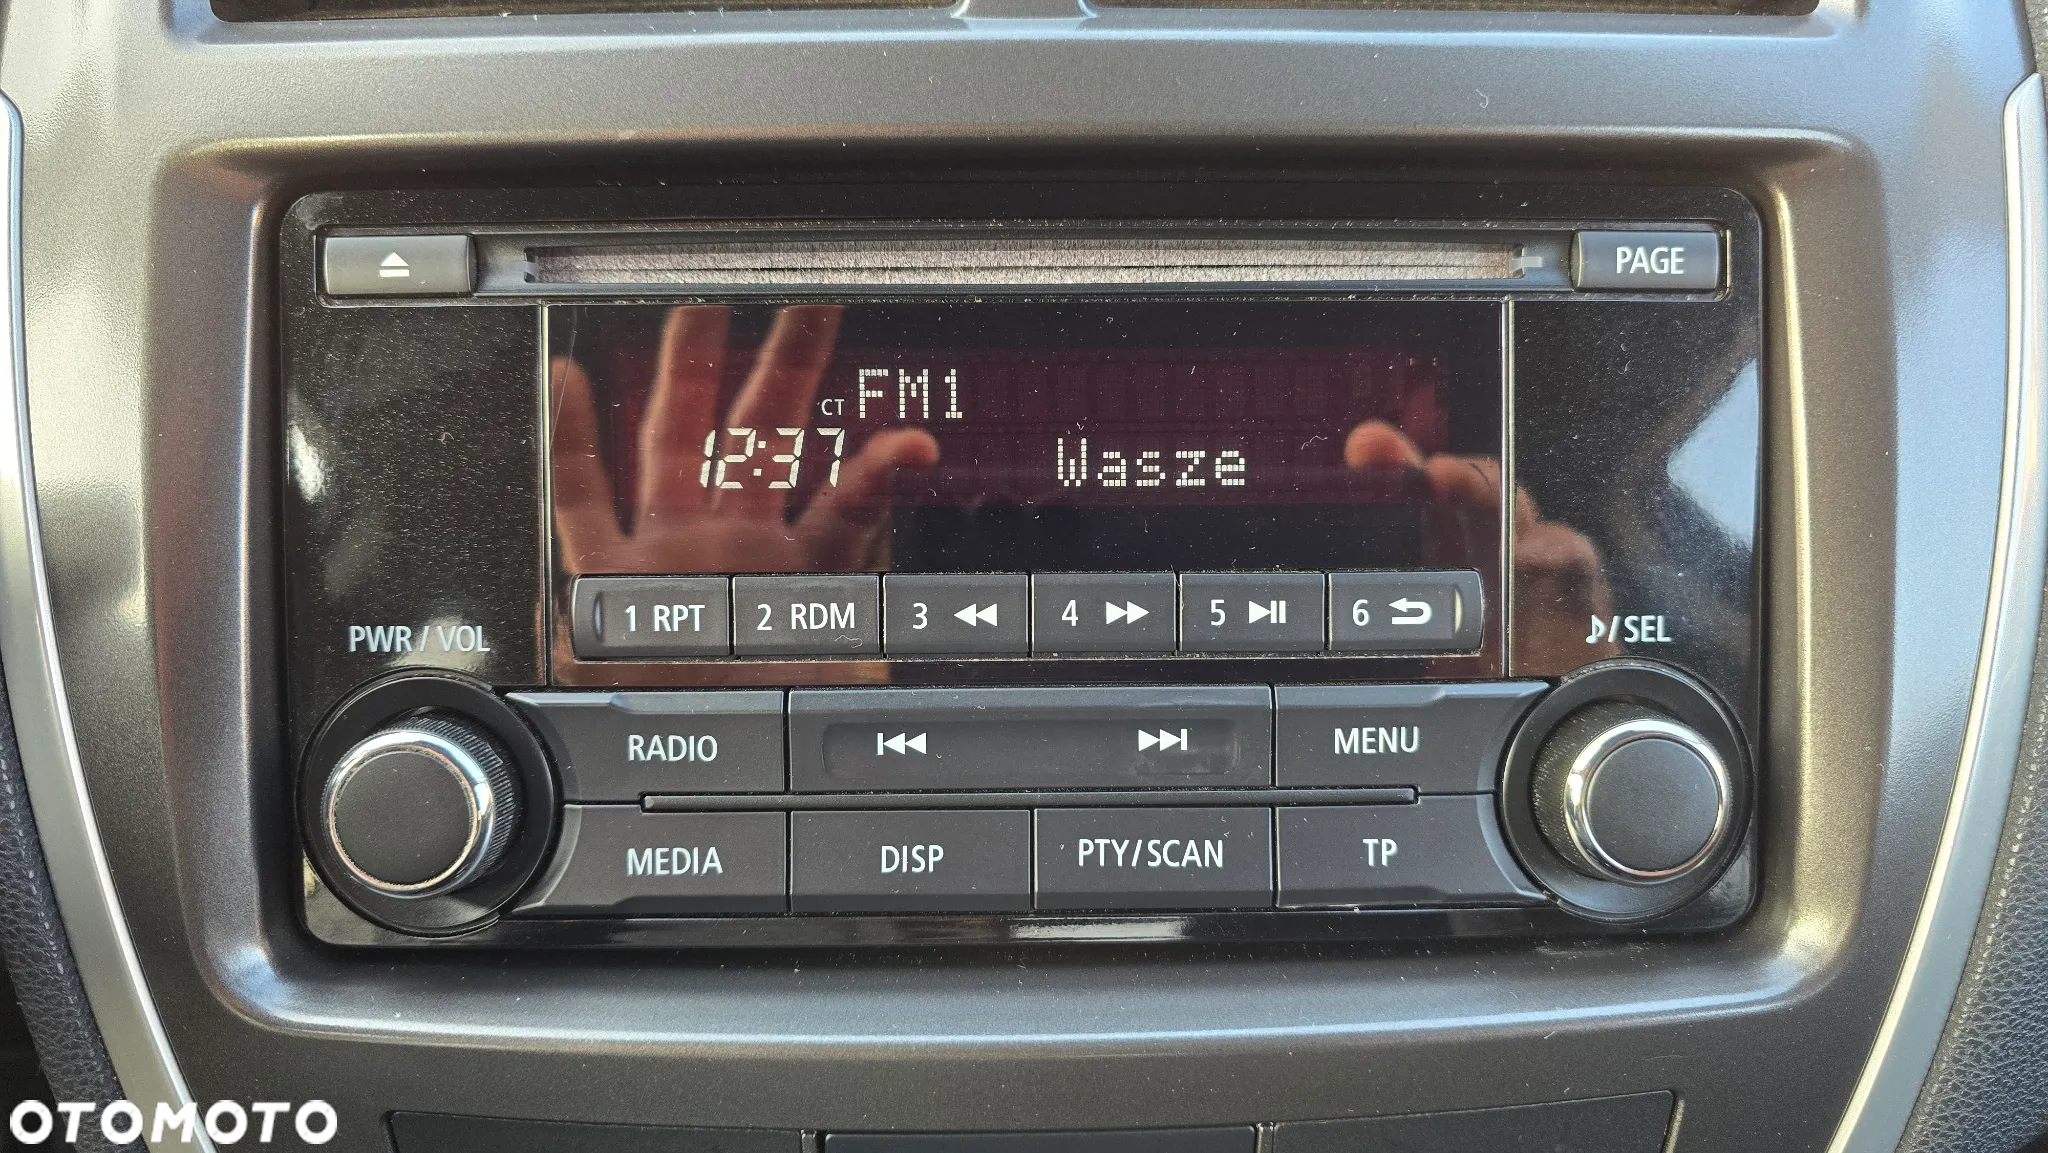 PAGE
FM1
CT
12:37 Wasze
1 RPT 2 RDM 3 4 5 6
PWR / VOL
♪/SEL
RADIO MENU
MEDIA DISP PTY/SCAN TP
OTOMOTO